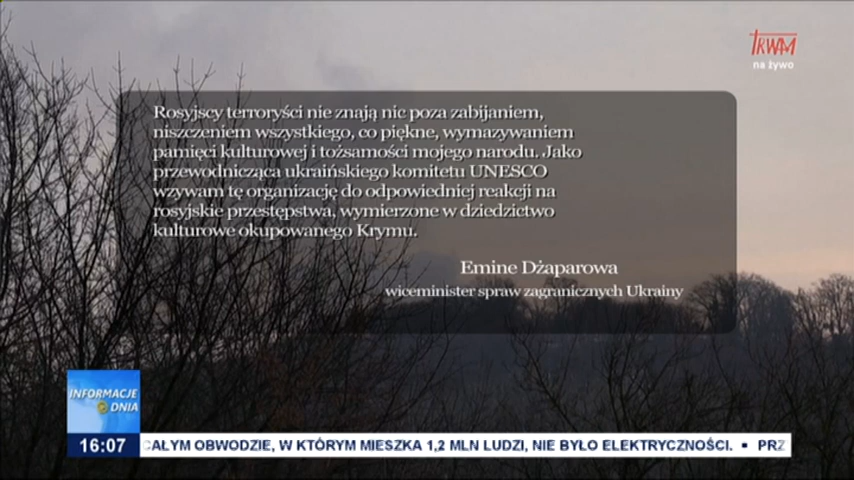 TRWAM
na żywo
Rosyjscy terroryści nie znają nic poza zabijaniem,
niszczeniem wszystkiego, co piękne, wymazywaniem
pamięci kulturowej i tożsamości mojego narodu. Jako
przewodnicząca ukraińskiego komitetu UNESCO
wzywam tę organizację do odpowiedniej reakcji na
rosyjskie przestępstwa, wymierzone w dziedzictwo
kulturowe okupowanego Krymu.
Emine Dżaparowa
wiceminister spraw zagranicznych Ukrainy
INFORMACJE
DNIA
16:07
CAŁYM OBWODZIE, W KTÓRYM MIESZKA 1,2 MLN LUDZI, NIE BYŁO ELEKTRYCZNOŚCI. ▪ PRZ